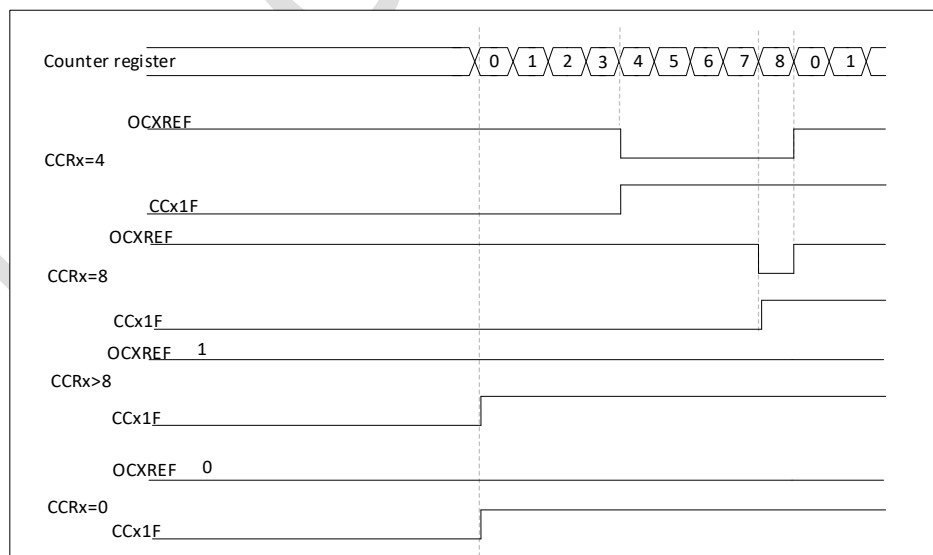 Counter register 0 1 2 3 4 5 6 7 8 0 1
OCXREF
CCRx=4
CCx1F
OCXREF
CCRx=8
CCx1F
OCXREF 1
CCRx>8
CCx1F
OCXREF 0
CCRx=0
CCx1F